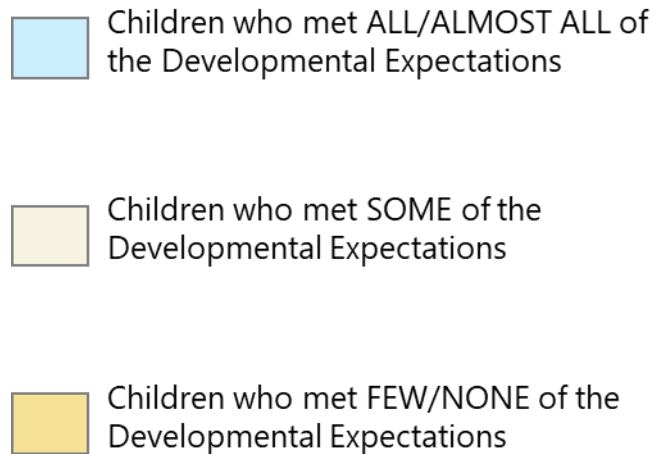 Children who met ALL/ALMOST ALL of
the Developmental Expectations
Children who met SOME of the
Developmental Expectations
Children who met FEW/NONE of the
Developmental Expectations